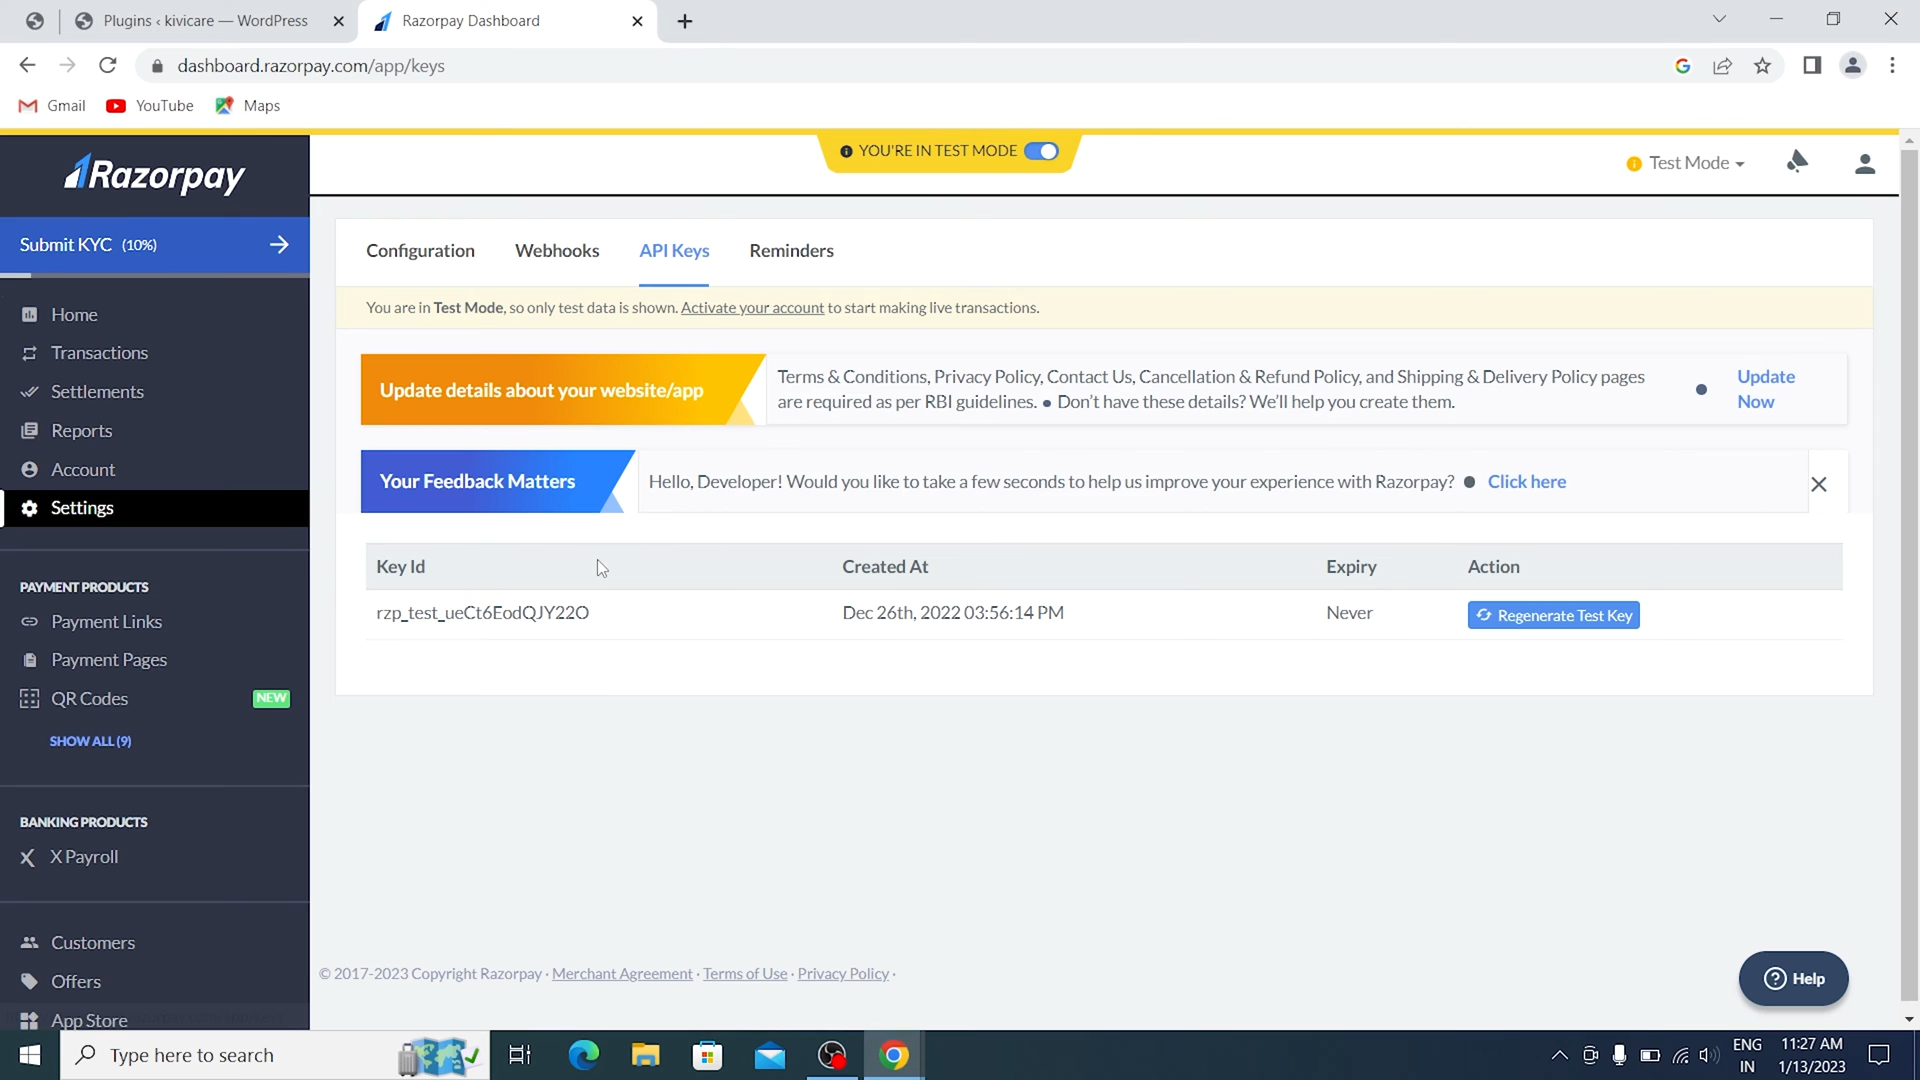 Plugins ‹ kivicare — WordPress
Razorpay Dashboard
dashboard.razorpay.com/app/keys
Gmail
YouTube
Maps
YOU'RE IN TEST MODE
Razorpay
Test Mode
Submit KYC (10%)
Configuration
Webhooks
API Keys
Reminders
You are in Test Mode, so only test data is shown. Activate your account to start making live transactions.
Home
Transactions
Settlements
Reports
Account
Settings
Update details about your website/app
Terms & Conditions, Privacy Policy, Contact Us, Cancellation & Refund Policy, and Shipping & Delivery Policy pages
are required as per RBI guidelines. • Don't have these details? We'll help you create them.
Update
Now
Your Feedback Matters
Hello, Developer! Would you like to take a few seconds to help us improve your experience with Razorpay?
Click here
Key Id
Created At
Expiry
Action
rzp_test_ueCt6EodQJY22O
Dec 26th, 2022 03:56:14 PM
Never
Regenerate Test Key
PAYMENT PRODUCTS
Payment Links
Payment Pages
QR Codes
NEW
SHOW ALL (9)
BANKING PRODUCTS
X Payroll
Customers
Offers
App Store
© 2017-2023 Copyright Razorpay · Merchant Agreement · Terms of Use · Privacy Policy ·
Help
Type here to search
ENG
IN
11:27 AM
1/13/2023